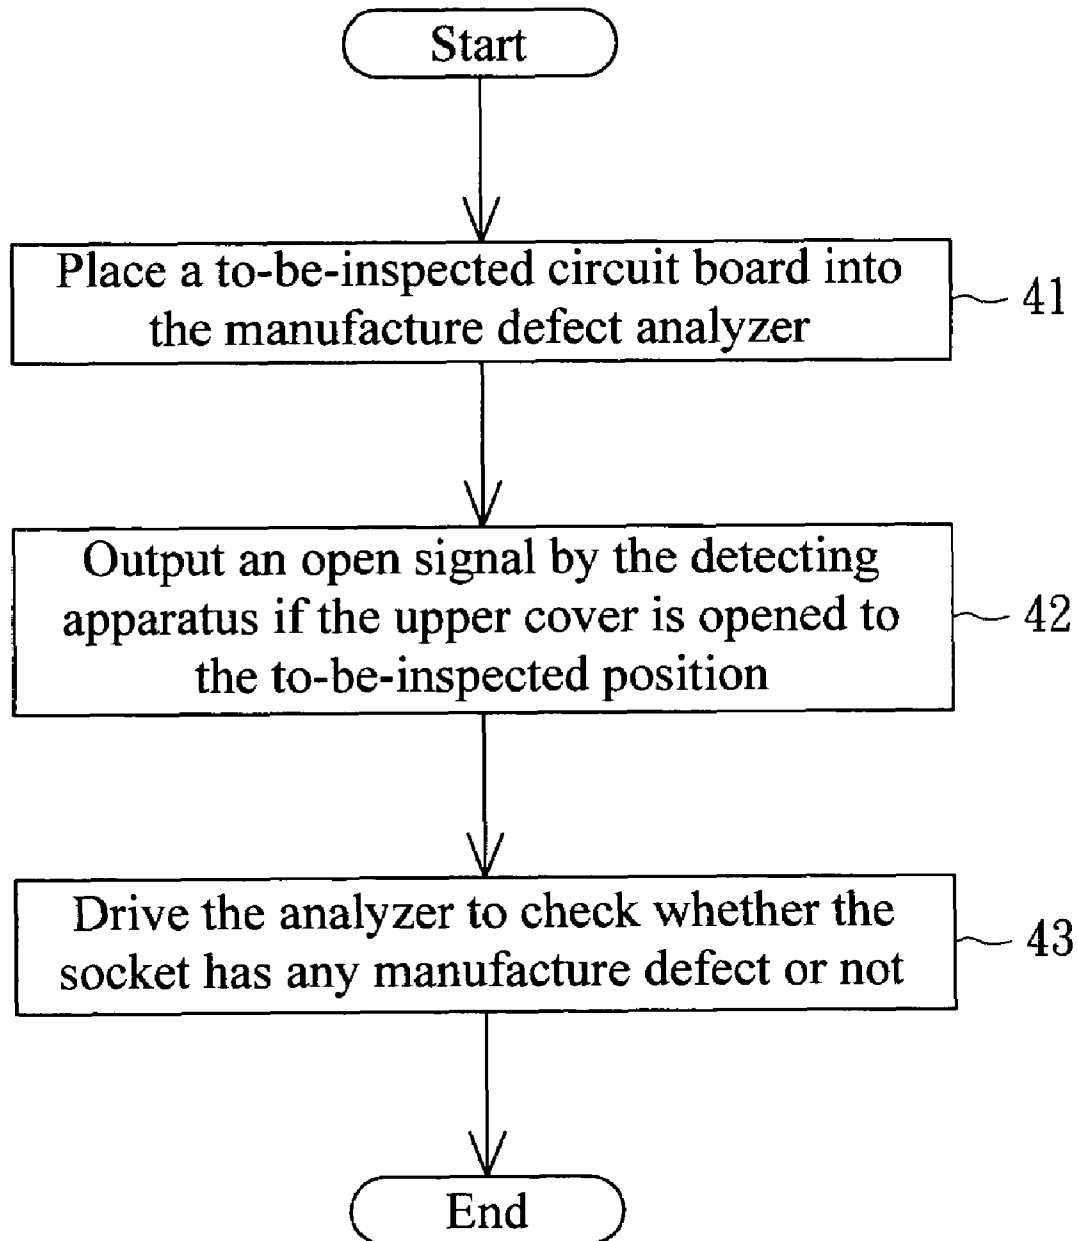 Start
Place a to-be-inspected circuit board into
the manufacture defect analyzer
41
Output an open signal by the detecting
apparatus if the upper cover is opened to
the to-be-inspected position
42
Drive the analyzer to check whether the
socket has any manufacture defect or not
43
End